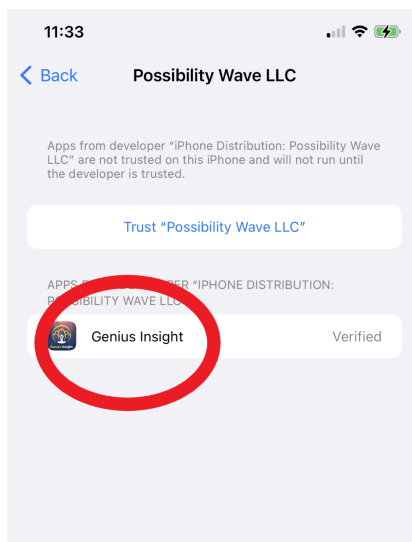 11:33
Back
Possibility Wave LLC
Apps from developer “iPhone Distribution: Possibility Wave
LLC” are not trusted on this iPhone and will not run until
the developer is trusted.
Trust “Possibility Wave LLC”
APPS PER “IPHONE DISTRIBUTION:
BILITY WAVE LLC
Genius Insight
Verified